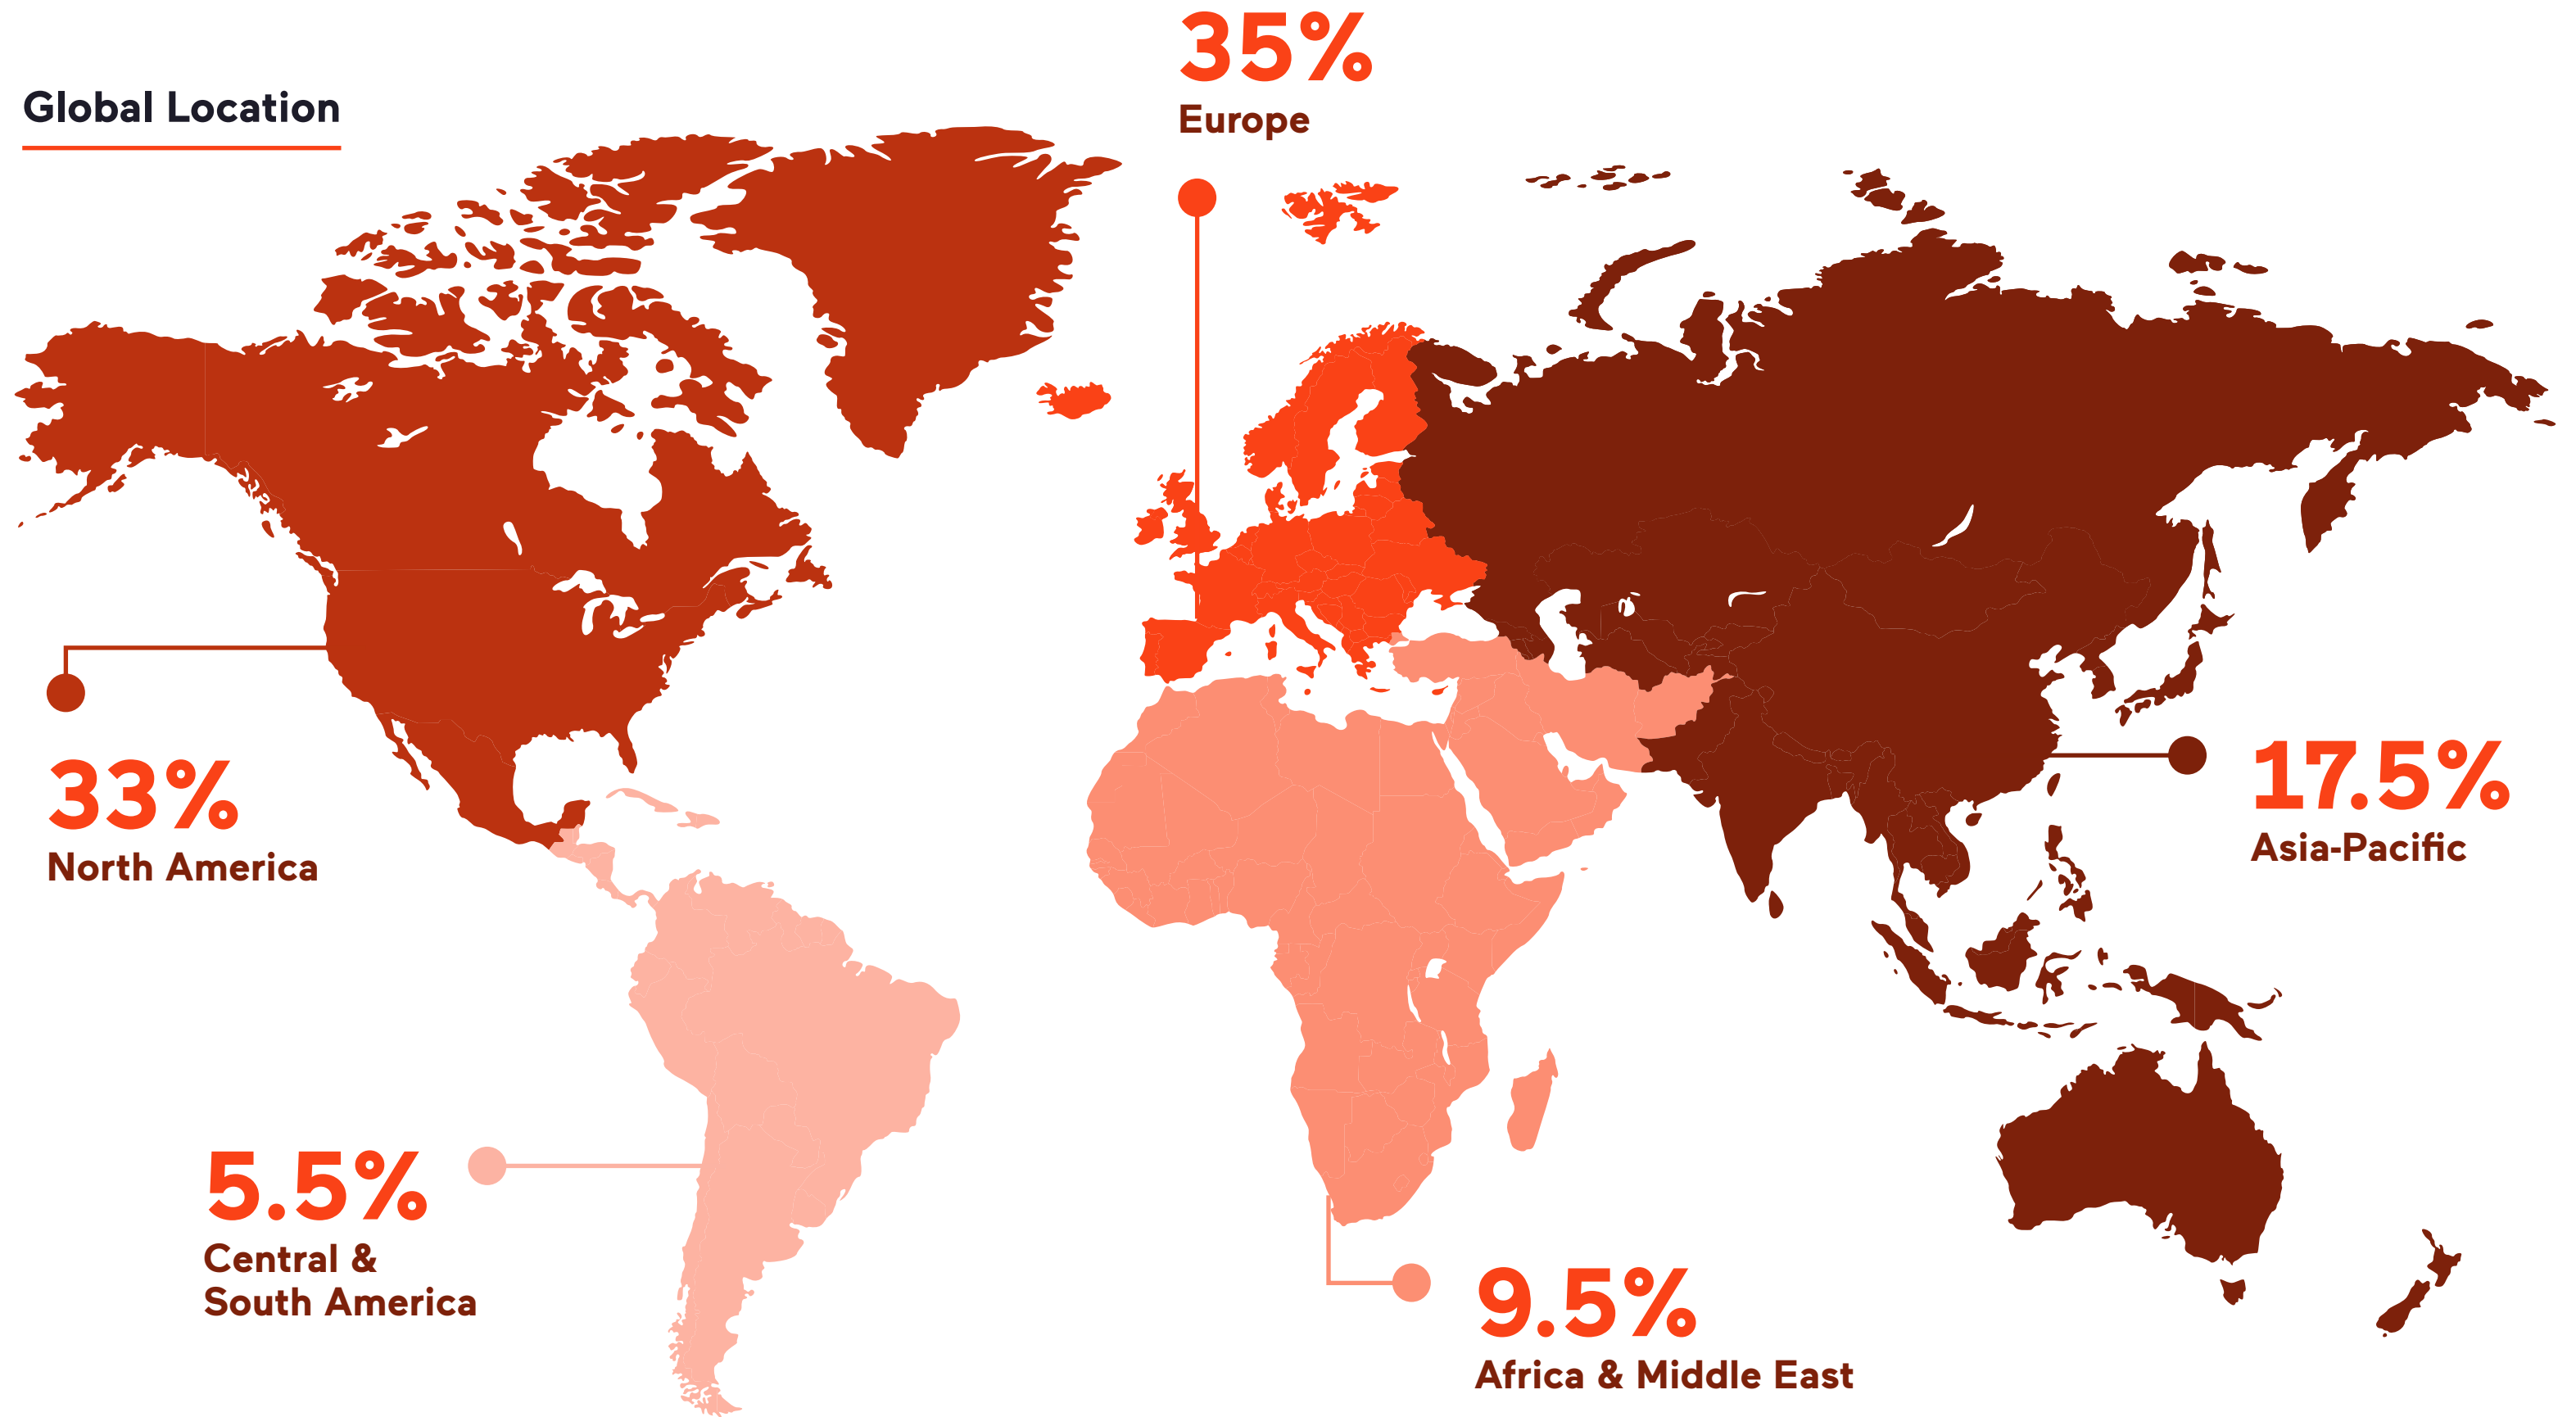 Global Location
35%
Europe
33%
North America
17.5%
Asia-Pacific
5.5%
Central &
South America
9.5%
Africa & Middle East